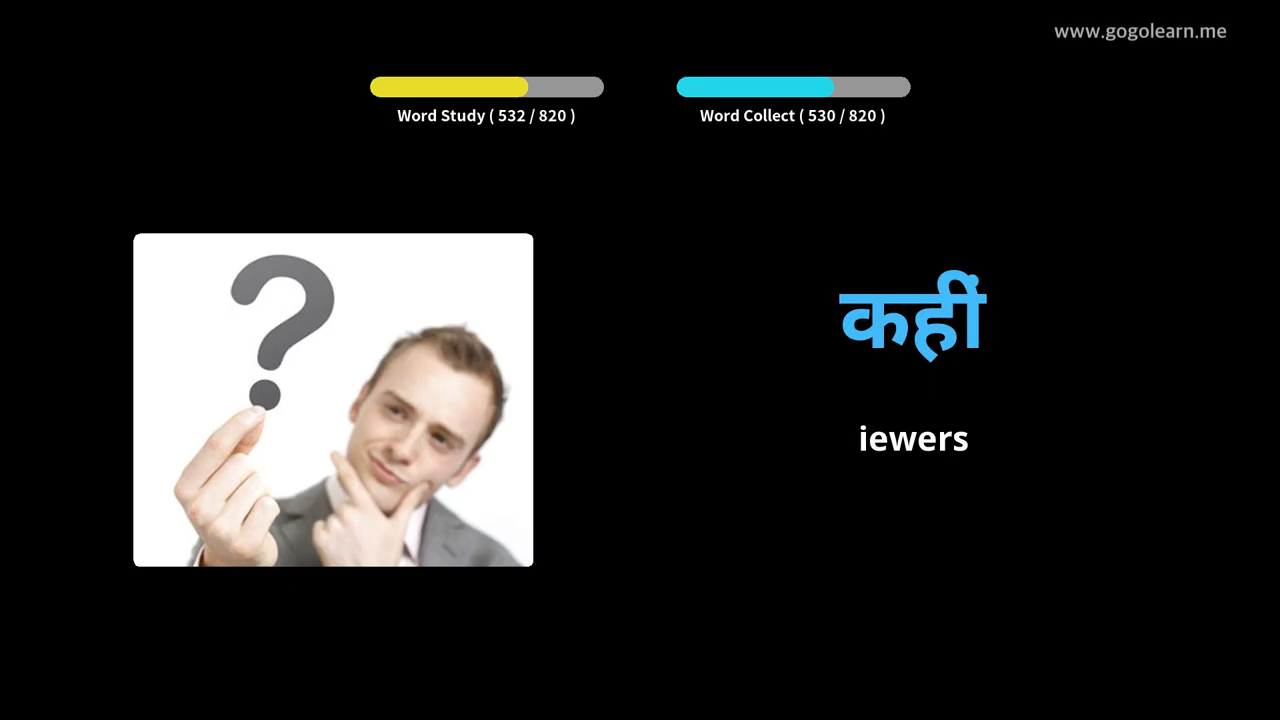 www.gogolearn.me
Word Study ( 532 / 820 )
Word Collect ( 530 / 820 )
?
कहीं
iewers